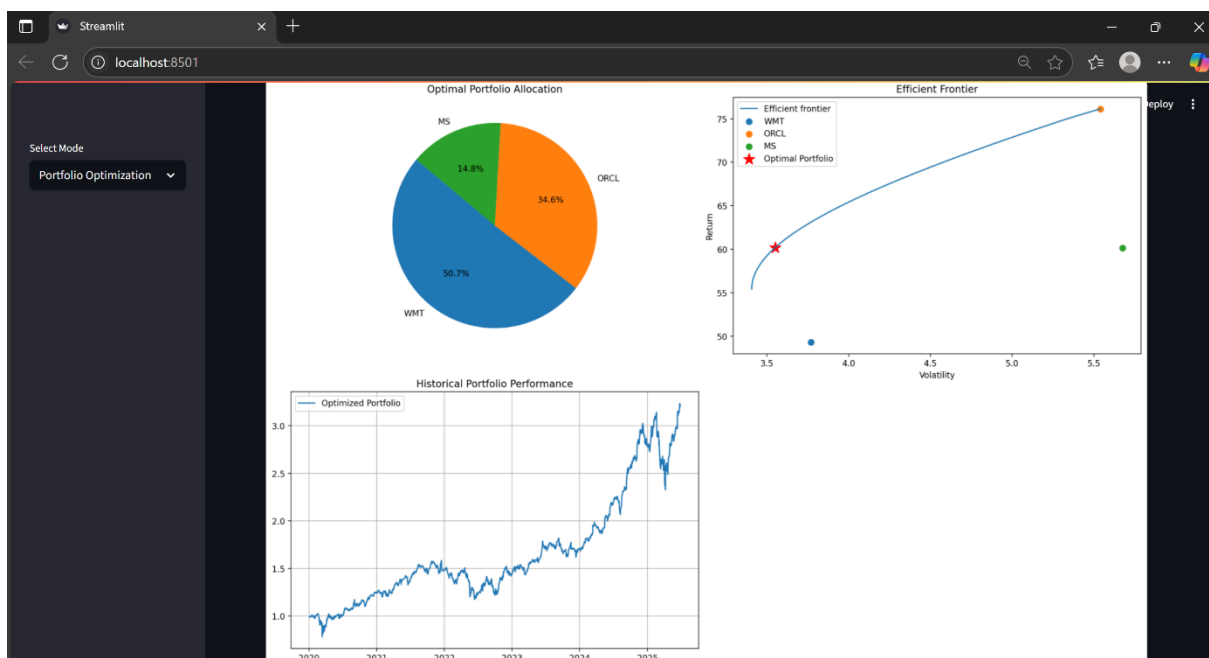 Streamlit
localhost:8501
Select Mode
Portfolio Optimization
eploy
Optimal Portfolio Allocation
MS
14.8%
ORCL
34.6%
50.7%
WMT
Efficient Frontier
Efficient frontier
WMT
ORCL
MS
Optimal Portfolio
75
70
65
60
55
50
Return
3.5 4.0 4.5 5.0 5.5
Volatility
Historical Portfolio Performance
Optimized Portfolio
3.0
2.5
2.0
1.5
1.0
2020 2021 2022 2023 2024 2025